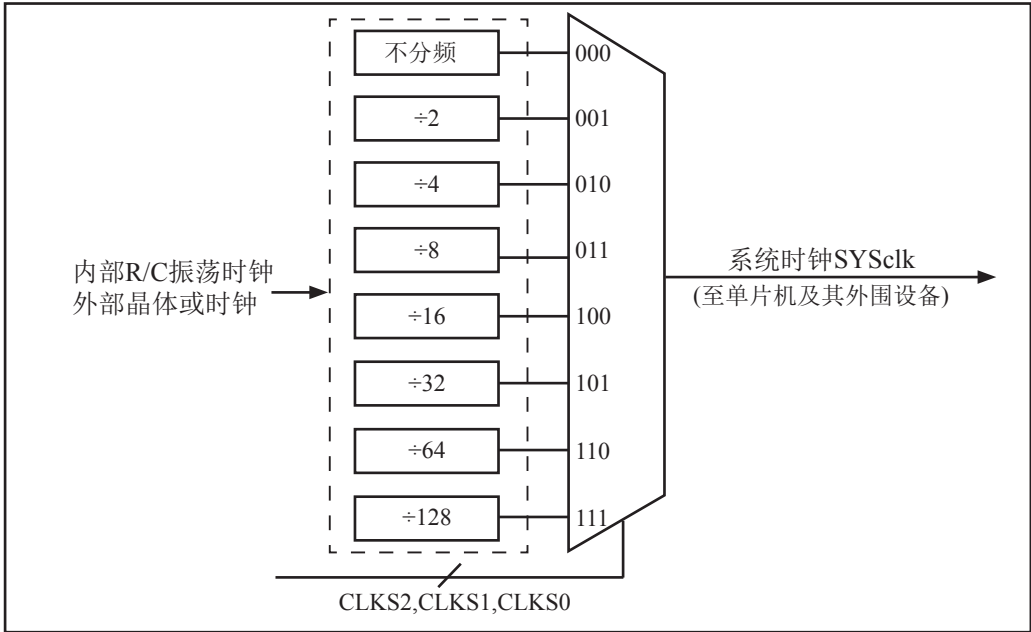 不分频
000
÷2
001
÷4
010
÷8
011
÷16
100
÷32
101
÷64
110
÷128
111
内部R/C振荡时钟
外部晶体或时钟
系统时钟SYSclk
(至单片机及其外围设备)
CLKS2,CLKS1,CLKS0